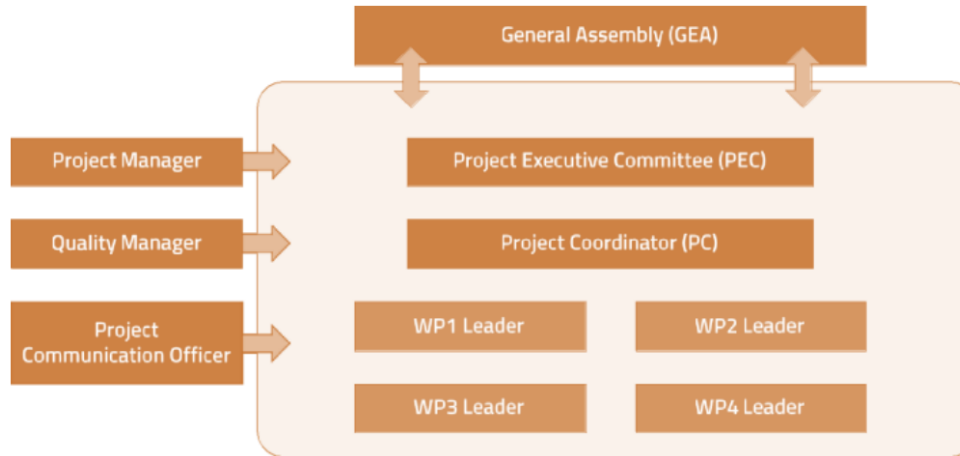 General Assembly (GEA)
Project Manager
Project Executive Committee (PEC)
Quality Manager
Project Coordinator (PC)
Project
Communication Officer
WP1 Leader
WP2 Leader
WP3 Leader
WP4 Leader